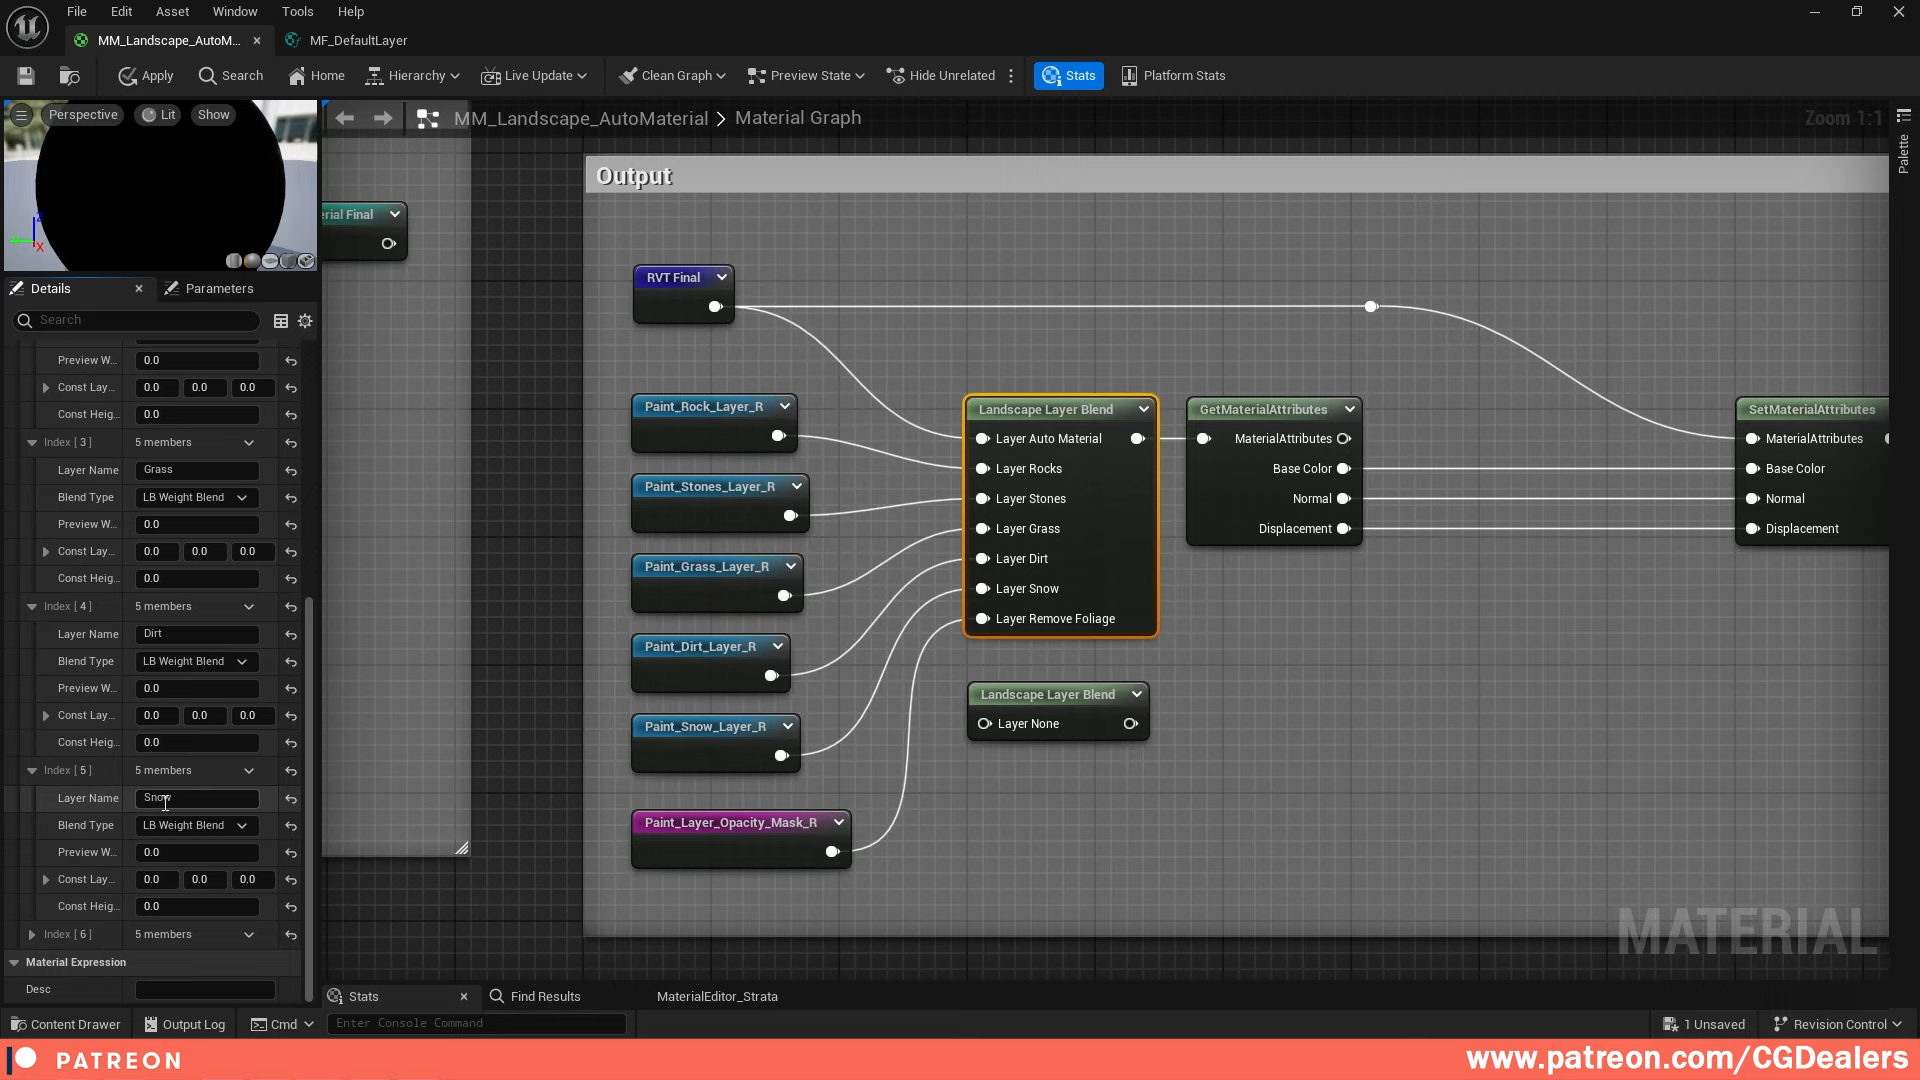 File Edit Asset Window Tools Help
MM_Landscape_AutoM... MF_DefaultLayer
Apply Search Home Hierarchy Live Update Clean Graph Preview State Hide Unrelated Stats Platform Stats
Perspective Lit Show
MM_Landscape_AutoMaterial > Material Graph
Zoom 1:1
Palette
Z
X
Details Parameters
Search
Preview W... 0.0
Const Lay... 0.0 0.0 0.0
Const Heig... 0.0
Index [ 3 ] 5 members
Layer Name Grass
Blend Type LB Weight Blend
Preview W... 0.0
Const Lay... 0.0 0.0 0.0
Const Heig... 0.0
Index [ 4 ] 5 members
Layer Name Dirt
Blend Type LB Weight Blend
Preview W... 0.0
Const Lay... 0.0 0.0 0.0
Const Heig... 0.0
Index [ 5 ] 5 members
Layer Name Snow
Blend Type LB Weight Blend
Preview W... 0.0
Const Lay... 0.0 0.0 0.0
Const Heig... 0.0
Index [ 6 ] 5 members
Material Expression
Desc
erial Final
Output
RVT Final
Paint_Rock_Layer_R
Paint_Stones_Layer_R
Paint_Grass_Layer_R
Paint_Dirt_Layer_R
Paint_Snow_Layer_R
Paint_Layer_Opacity_Mask_R
Landscape Layer Blend
Layer Auto Material
Layer Rocks
Layer Stones
Layer Grass
Layer Dirt
Layer Snow
Layer Remove Foliage
Landscape Layer Blend
Layer None
GetMaterialAttributes
MaterialAttributes
Base Color
Normal
Displacement
SetMaterialAttributes
MaterialAttributes
Base Color
Normal
Displacement
MATERIAL
Stats Find Results MaterialEditor_Strata
Content Drawer Output Log Cmd Enter Console Command 1 Unsaved Revision Control
PATREON www.patreon.com/CGDealers